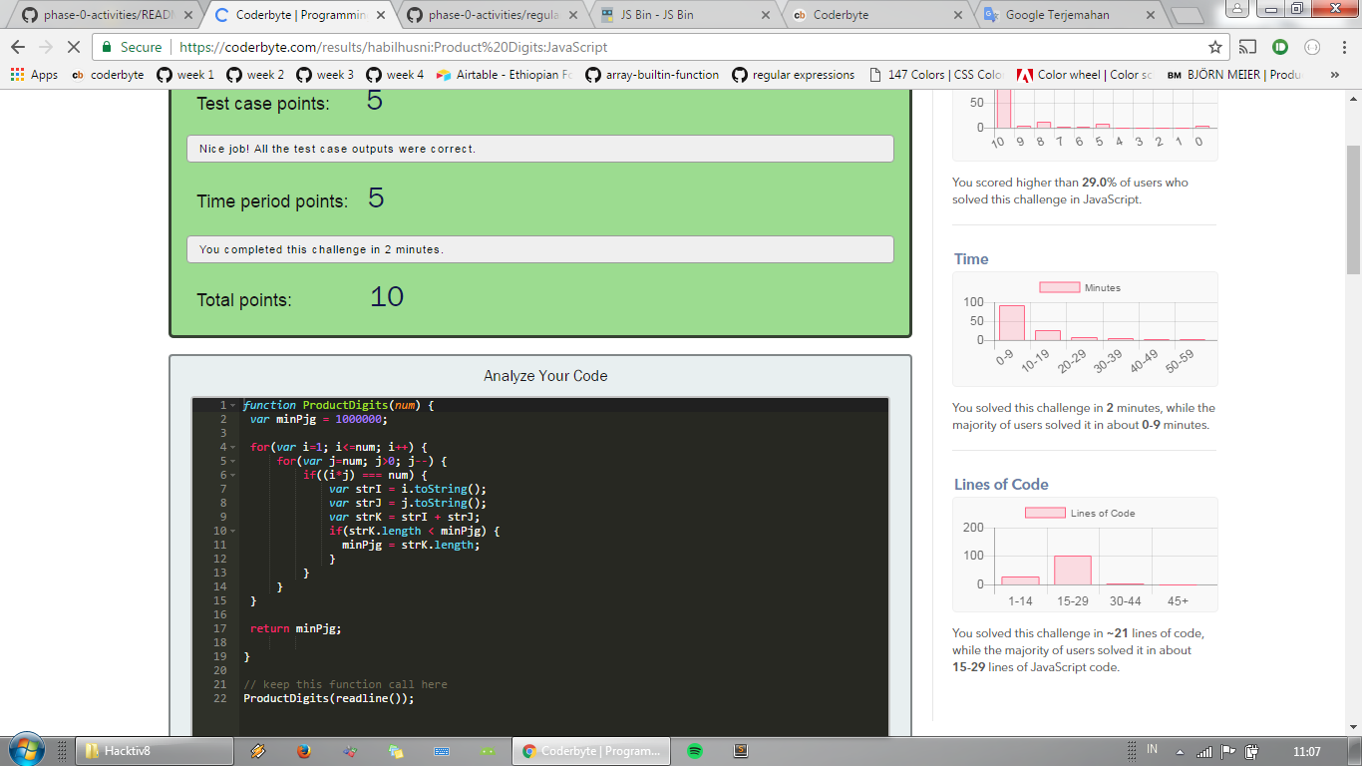 phase-0-activities/READM
Coderbyte | Programmin
phase-0-activities/regula
JS Bin - JS Bin
Coderbyte
Google Terjemahan
Secure | https://coderbyte.com/results/habilhusni:Product%20Digits:JavaScript
Apps coderbyte week 1 week 2 week 3 week 4 Airtable - Ethiopian Fo array-builtin-function regular expressions 147 Colors | CSS Colo Color wheel | Color sc BM BJÖRN MEIER | Produ »
Test case points: 5
Nice job! All the test case outputs were correct.
Time period points: 5
You completed this challenge in 2 minutes.
Total points: 10
Analyze Your Code
1 function ProductDigits(num) {
2 var minPjg = 1000000;
3
4 for(var i=1; i<=num; i++) {
5 for(var j=num; j>0; j--) {
6 if((i*j) === num) {
7 var strI = i.toString();
8 var strJ = j.toString();
9 var strK = strI + strJ;
10 if(strK.length < minPjg) {
11 minPjg = strK.length;
12 }
13 }
14 }
15 }
16
17 return minPjg;
18
19 }
20
21 // keep this function call here
22 ProductDigits(readline());
50
0
10 9 8 7 6 5 4 3 2 1 0
You scored higher than 29.0% of users who
solved this challenge in JavaScript.
Time
Minutes
100
50
0
0-9 10-19 20-29 30-39 40-49 50-59
You solved this challenge in 2 minutes, while the
majority of users solved it in about 0-9 minutes.
Lines of Code
Lines of Code
200
100
0
1-14 15-29 30-44 45+
You solved this challenge in ~21 lines of code,
while the majority of users solved it in about
15-29 lines of JavaScript code.
Hacktiv8
Coderbyte | Program...
IN
11:07